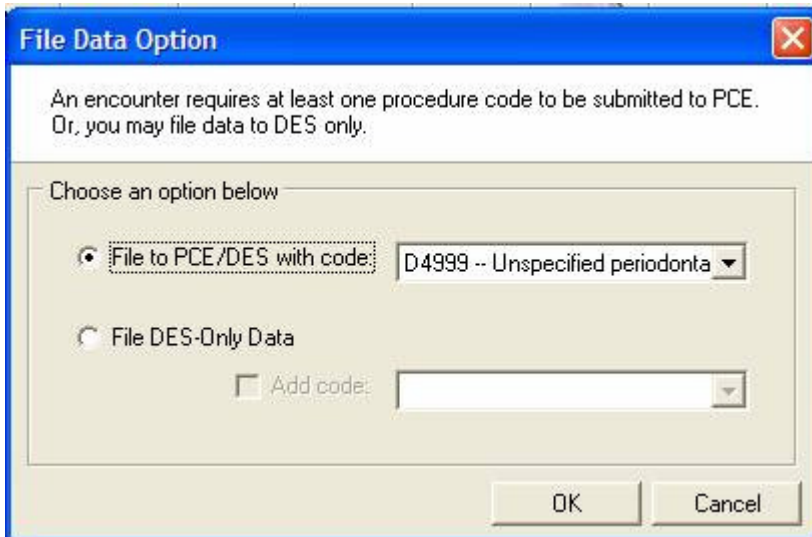 File Data Option
An encounter requires at least one procedure code to be submitted to PCE.
Or, you may file data to DES only.
Choose an option below
File to PCE/DES with code: D4999 -- Unspecified periodonta
File DES-Only Data
Add code:
OK Cancel